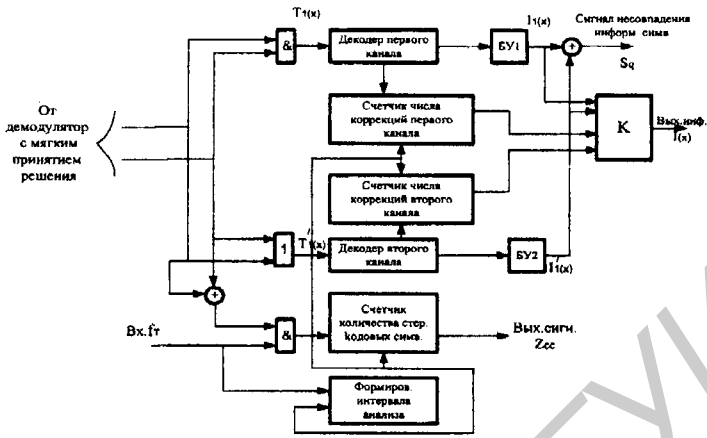 T₁(x)
I₁(x)
Сигнал несовпадения
информ симв
&
Декодер первого
канала
БУ1
+
Sq
Счетчик числа
коррекций первого
канала
От
демодулятор
с мягким
принятием
решения
K
Вых.инф.
I(x)
Счетчик числа
коррекций второго
канала
1
T₁'(x)
Декодер второго
канала
БУ2
I₁'(x)
+
Вх.fт
&
Счетчик
количества стер.
кодовых симв.
Вых.сигн.
Zcc
Формиров.
интервала
анализа